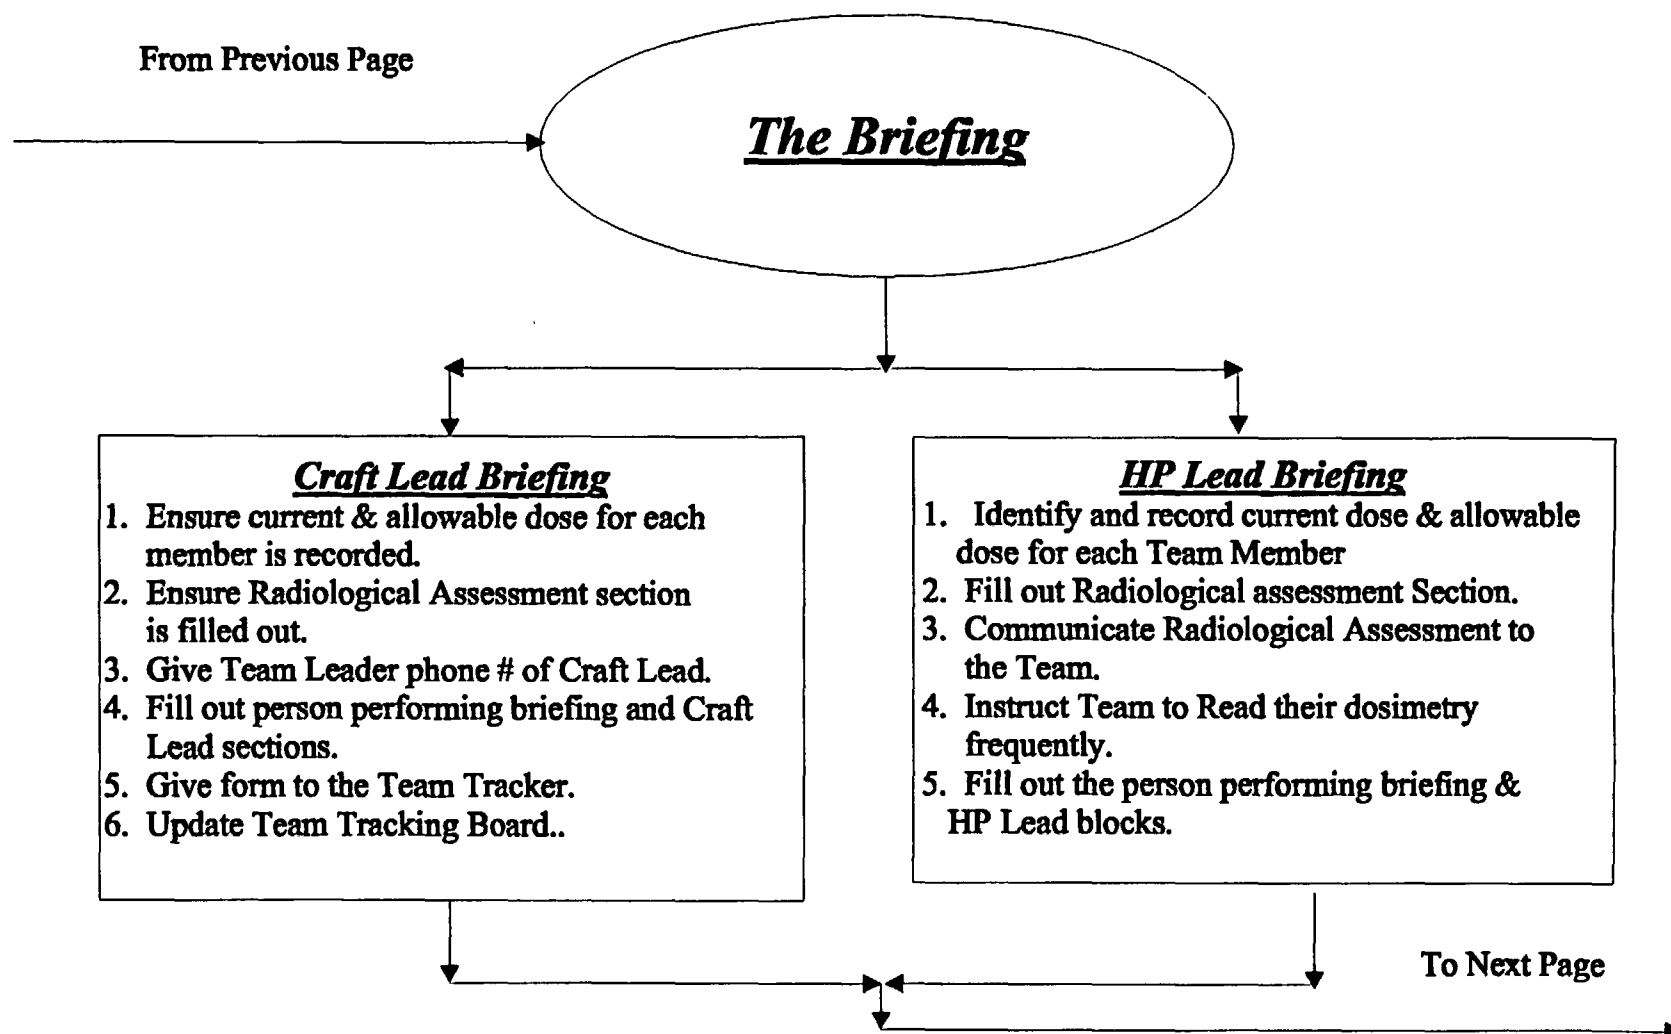 From Previous Page
The Briefing
Craft Lead Briefing
1. Ensure current & allowable dose for each
member is recorded.
2. Ensure Radiological Assessment section
is filled out.
3. Give Team Leader phone # of Craft Lead.
4. Fill out person performing briefing and Craft
Lead sections.
5. Give form to the Team Tracker.
6. Update Team Tracking Board..
HP Lead Briefing
1. Identify and record current dose & allowable
dose for each Team Member
2. Fill out Radiological assessment Section.
3. Communicate Radiological Assessment to
the Team.
4. Instruct Team to Read their dosimetry
frequently.
5. Fill out the person performing briefing &
HP Lead blocks.
To Next Page